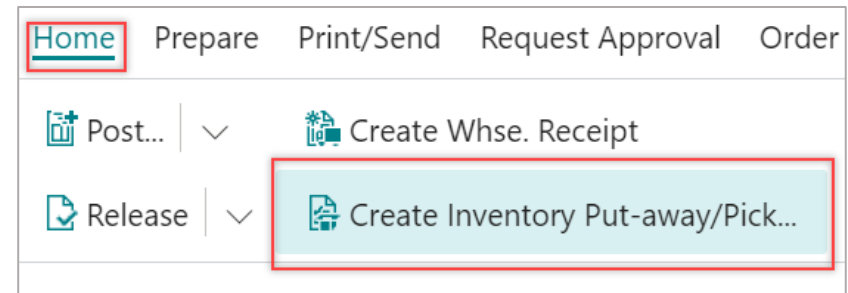 Home Prepare Print/Send Request Approval Order
Post... Create Whse. Receipt
Release Create Inventory Put-away/Pick...